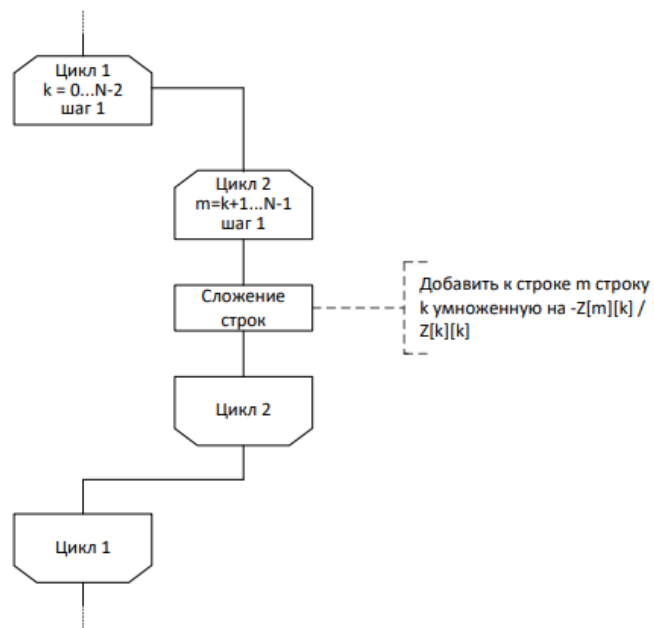 Цикл 1
k = 0...N-2
шаг 1
Цикл 2
m=k+1...N-1
шаг 1
Сложение
строк
Добавить к строке m строку
k умноженную на -Z[m][k] /
Z[k][k]
Цикл 2
Цикл 1